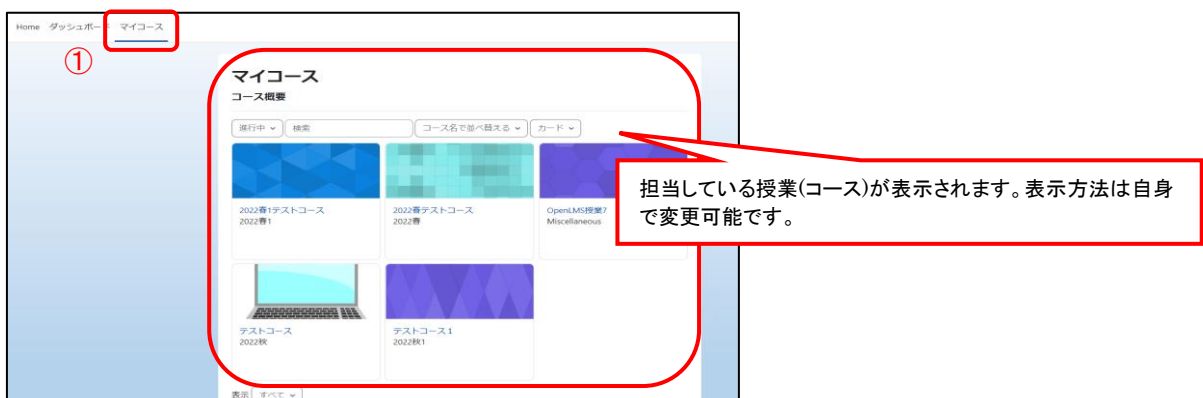 Home ダッシュボード マイコース
①
マイコース
コース概要
進行中 検索 コース名で並べ替える カード
担当している授業(コース)が表示されます。表示方法は自身
で変更可能です。
2022春1テストコース 2022春テストコース OpenLMS授業7
2022春1 2022春 Miscellaneous
テストコース テストコース1
2022秋 2022秋1
表示 すべて